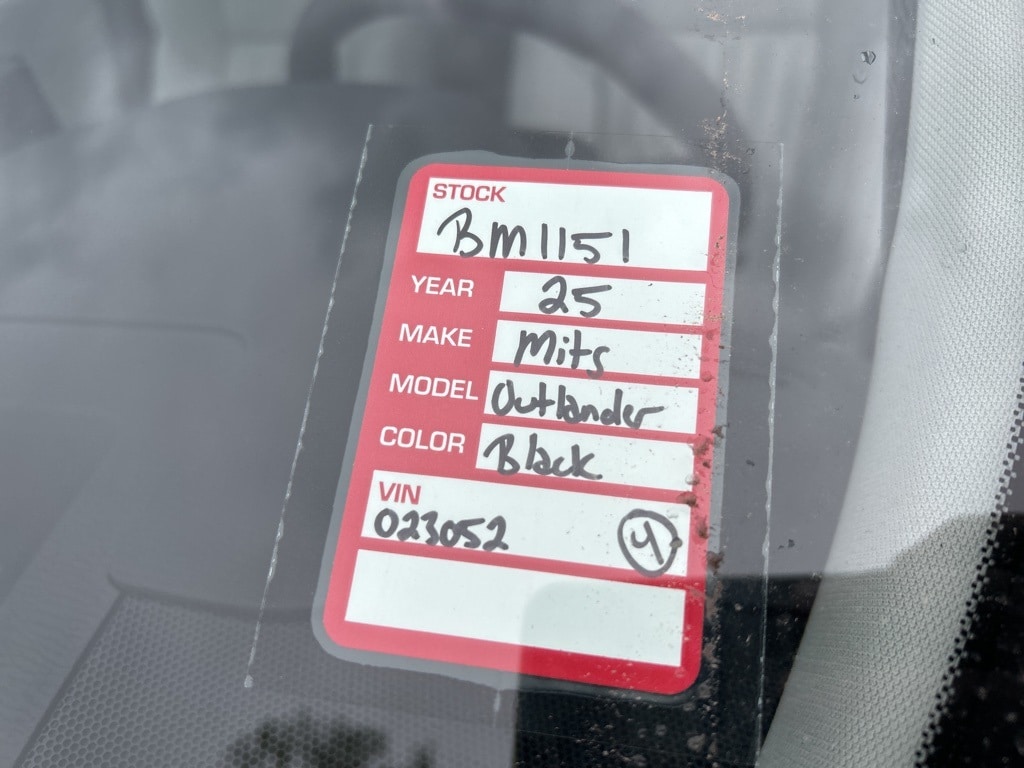 STOCK
BM1151
YEAR 25
MAKE Mits
MODEL Outlander
COLOR Black
VIN
023052 4